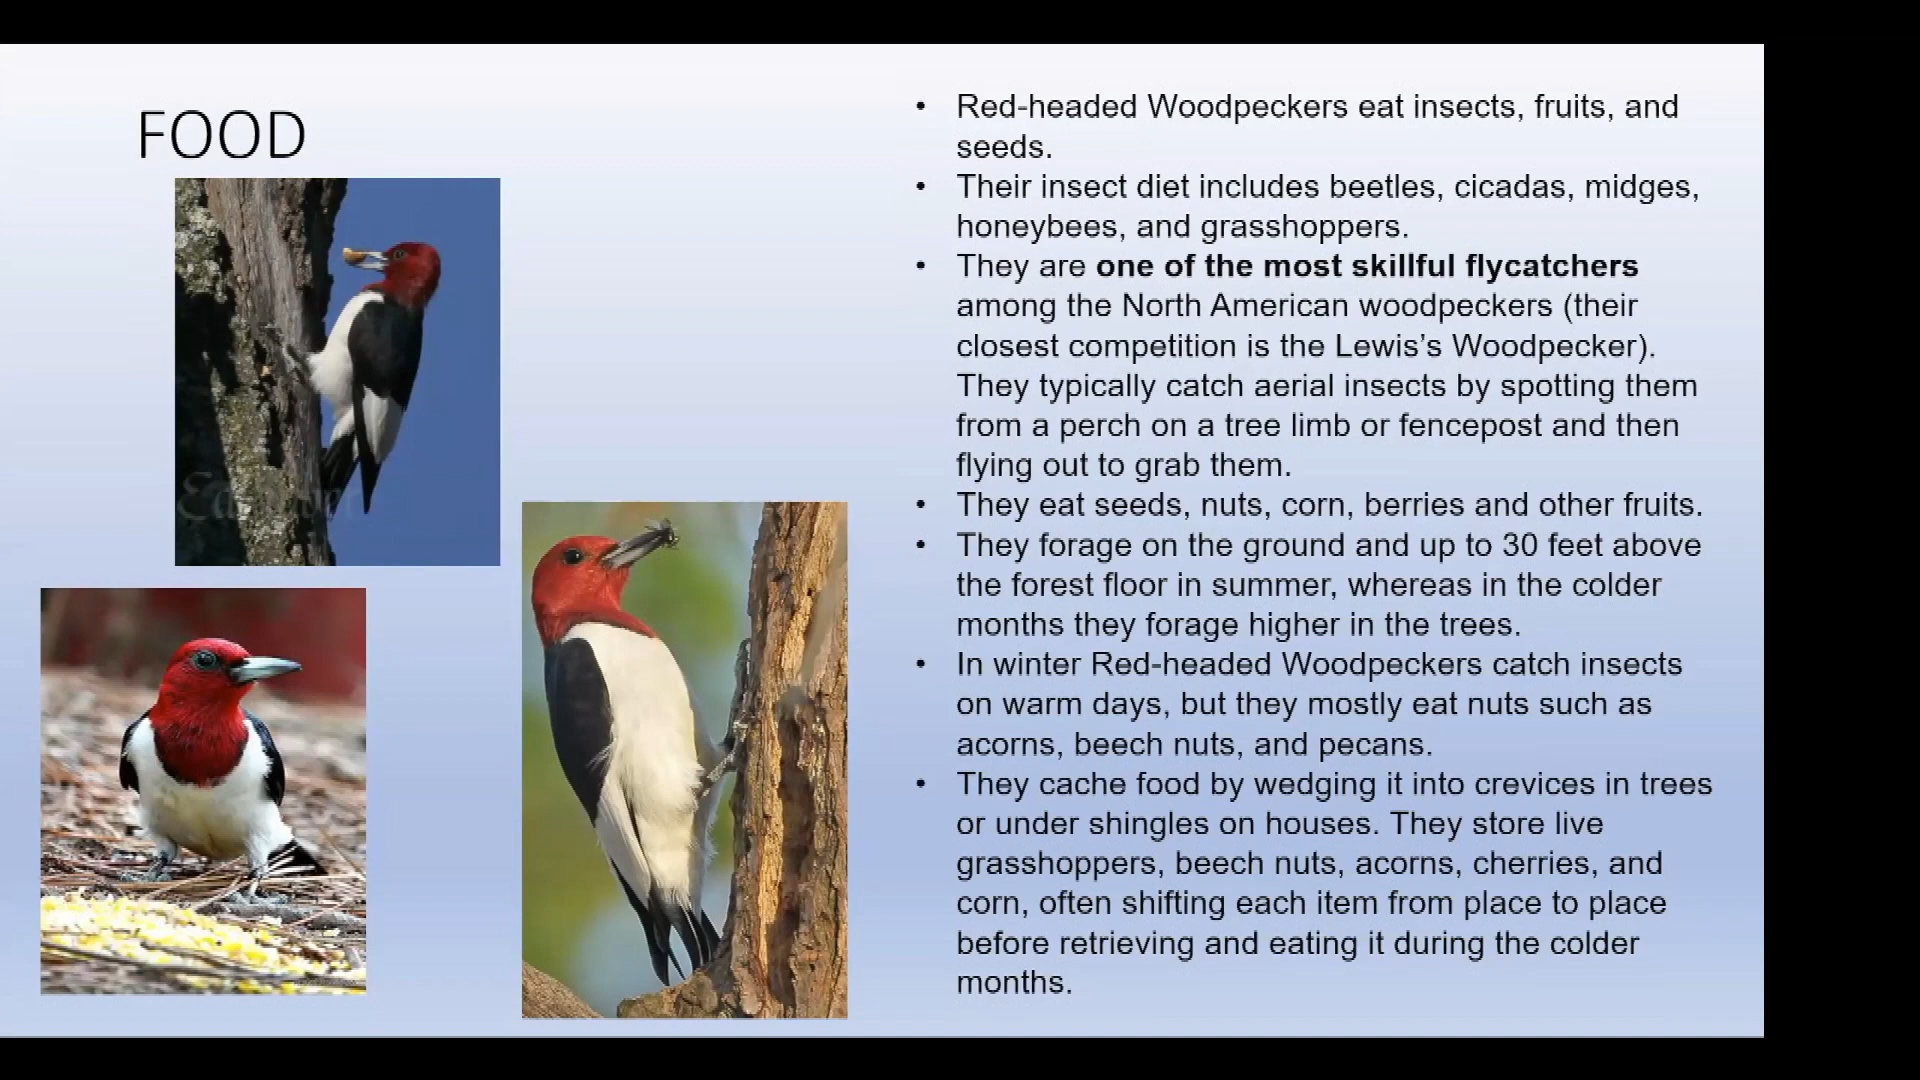 FOOD
• Red-headed Woodpeckers eat insects, fruits, and
seeds.
• Their insect diet includes beetles, cicadas, midges,
honeybees, and grasshoppers.
• They are one of the most skillful flycatchers
among the North American woodpeckers (their
closest competition is the Lewis’s Woodpecker).
They typically catch aerial insects by spotting them
from a perch on a tree limb or fencepost and then
flying out to grab them.
• They eat seeds, nuts, corn, berries and other fruits.
• They forage on the ground and up to 30 feet above
the forest floor in summer, whereas in the colder
months they forage higher in the trees.
• In winter Red-headed Woodpeckers catch insects
on warm days, but they mostly eat nuts such as
acorns, beech nuts, and pecans.
• They cache food by wedging it into crevices in trees
or under shingles on houses. They store live
grasshoppers, beech nuts, acorns, cherries, and
corn, often shifting each item from place to place
before retrieving and eating it during the colder
months.